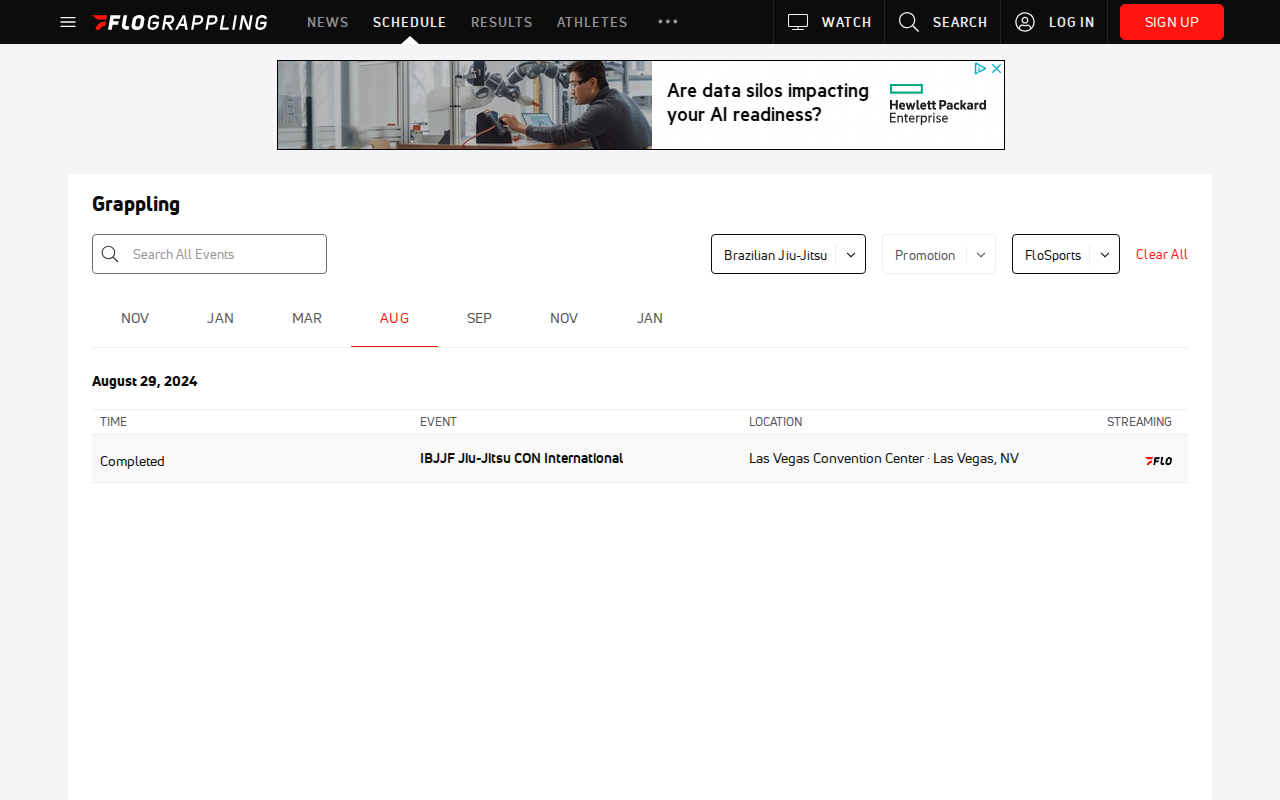 FLOGRAPPLING NEWS SCHEDULE RESULTS ATHLETES WATCH SEARCH LOG IN SIGN UP
Are data silos impacting
your AI readiness?
Hewlett Packard
Enterprise
Grappling
Search All Events
Brazilian Jiu-Jitsu
Promotion
FloSports
Clear All
NOV JAN MAR AUG SEP NOV JAN
August 29, 2024
TIME EVENT LOCATION STREAMING
Completed IBJJF Jiu-Jitsu CON International Las Vegas Convention Center · Las Vegas, NV FLO